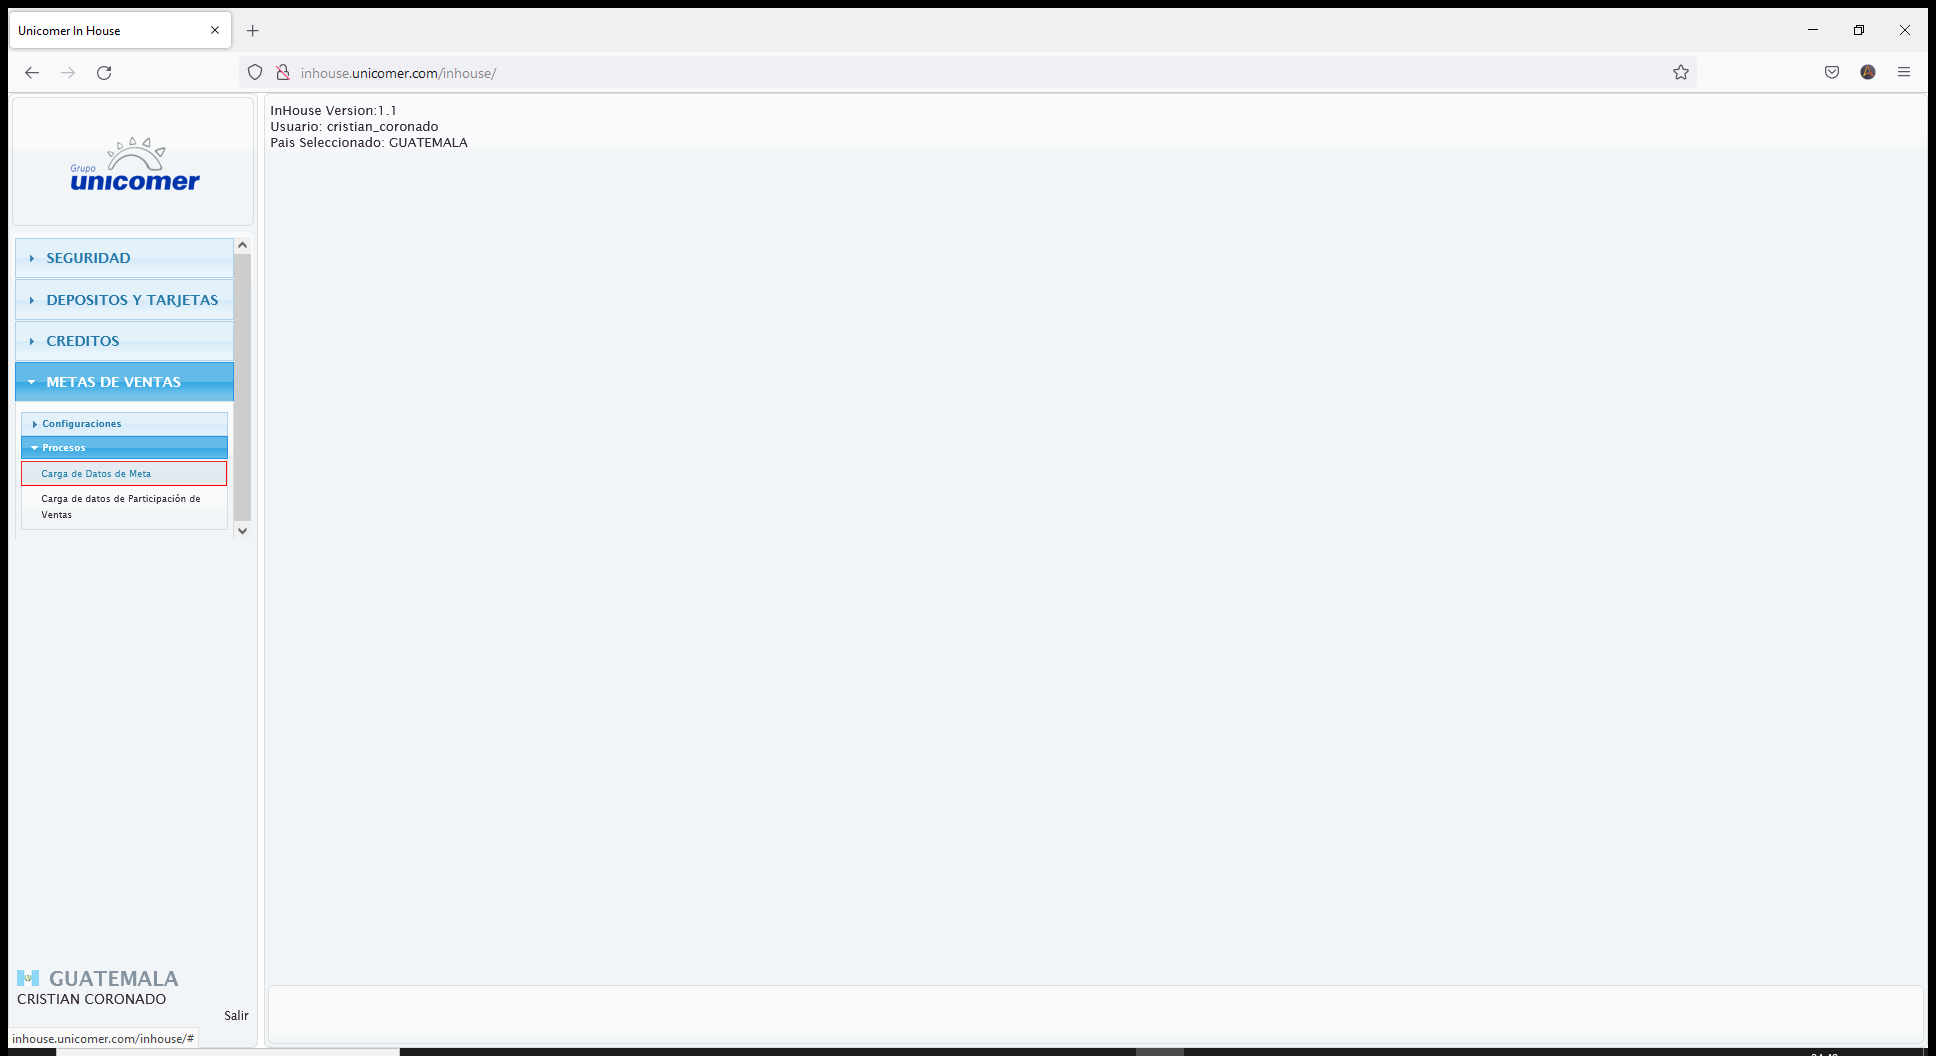 Unicomer In House
inhouse.unicomer.com/inhouse/
Grupo
unicomer
SEGURIDAD
DEPOSITOS Y TARJETAS
CREDITOS
METAS DE VENTAS
Configuraciones
Procesos
Carga de Datos de Meta
Carga de datos de Participación de
Ventas
InHouse Version:1.1
Usuario: cristian_coronado
Pais Seleccionado: GUATEMALA
GUATEMALA
CRISTIAN CORONADO
Salir
inhouse.unicomer.com/inhouse/#